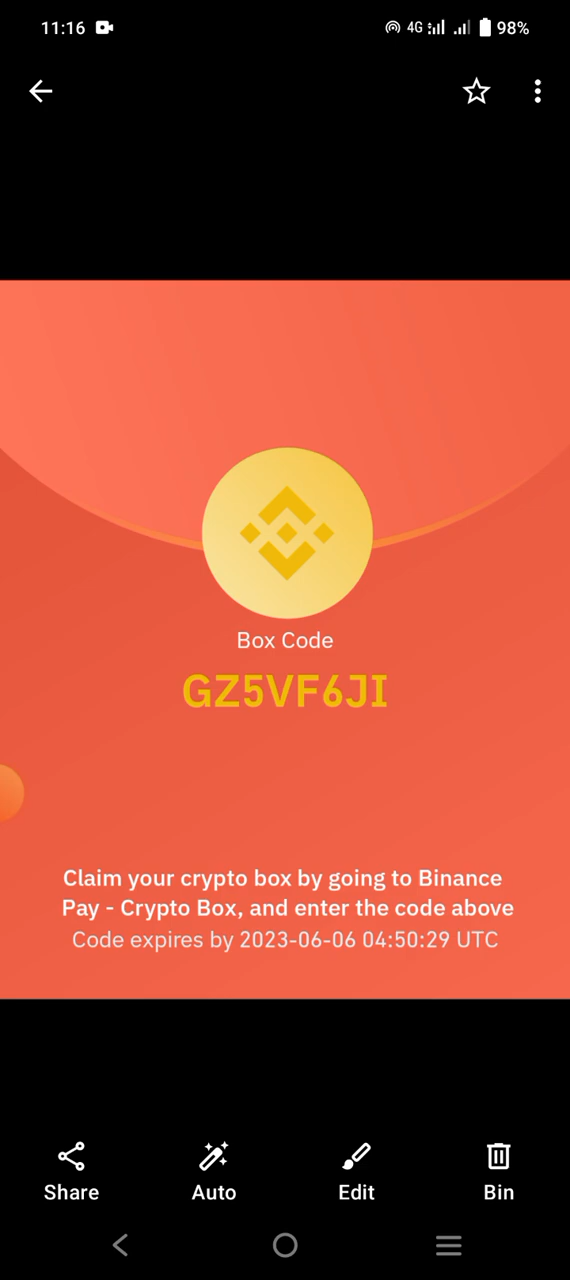 11:16 4G 98%
Box Code
GZ5VF6JI
Claim your crypto box by going to Binance
Pay - Crypto Box, and enter the code above
Code expires by 2023-06-06 04:50:29 UTC
Share Auto Edit Bin